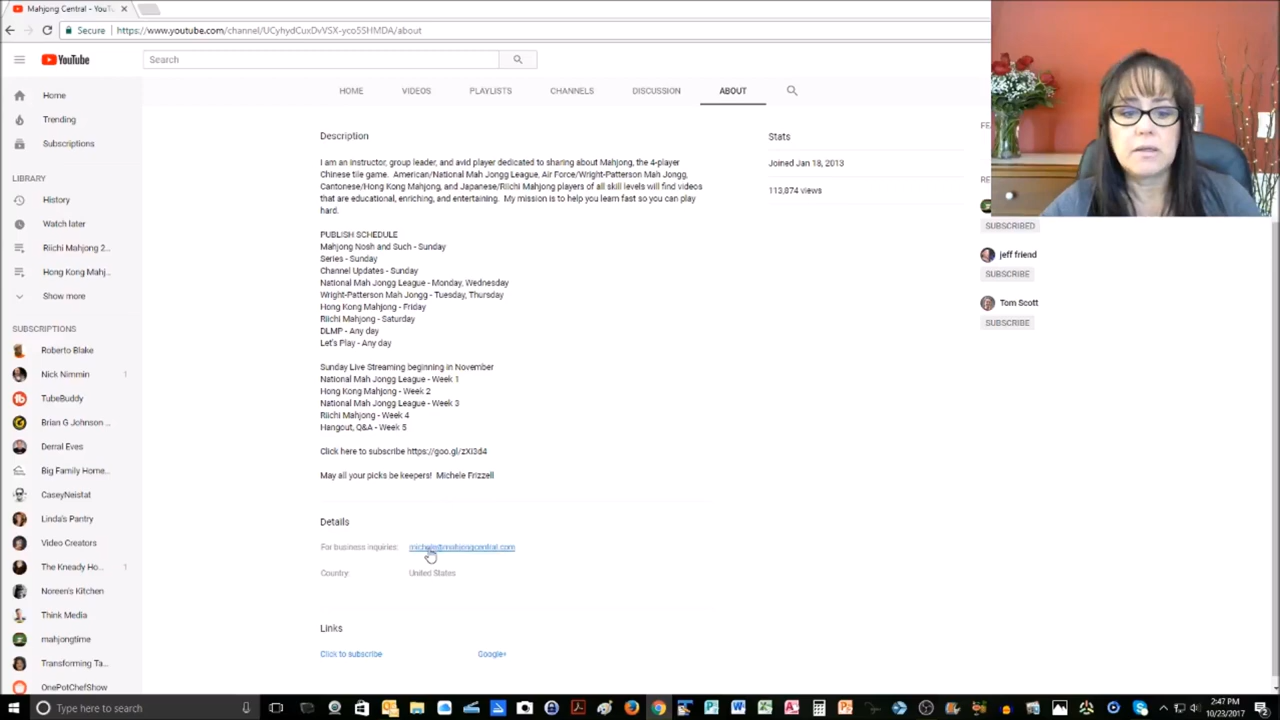 Mahjong Central - YouT
Secure https://www.youtube.com/channel/UCyhydCuxDvVSX-yco5SHMDA/about
YouTube
Search
HOME VIDEOS PLAYLISTS CHANNELS DISCUSSION ABOUT
Home
Trending
Subscriptions
LIBRARY
History
Watch later
Riichi Mahjong 2...
Hong Kong Mahj...
Show more
SUBSCRIPTIONS
Roberto Blake
Nick Nimmin 1
TubeBuddy
Brian G Johnson ...
Derral Eves
Big Family Home...
CaseyNeistat
Linda's Pantry
Video Creators
The Kneady Ho... 1
Noreen's Kitchen
Think Media
mahjongtime
Transforming Ta...
OnePotChefShow
Description
I am an instructor, group leader, and avid player dedicated to sharing about Mahjong, the 4-player
Chinese tile game. American/National Mah Jongg League, Air Force/Wright-Patterson Mah Jongg,
Cantonese/Hong Kong Mahjong, and Japanese/Riichi Mahjong players of all skill levels will find videos
that are educational, enriching, and entertaining. My mission is to help you learn fast so you can play
hard.
PUBLISH SCHEDULE
Mahjong Nosh and Such - Sunday
Series - Sunday
Channel Updates - Sunday
National Mah Jongg League - Monday, Wednesday
Wright-Patterson Mah Jongg - Tuesday, Thursday
Hong Kong Mahjong - Friday
Riichi Mahjong - Saturday
DLMP - Any day
Let's Play - Any day
Sunday Live Streaming beginning in November
National Mah Jongg League - Week 1
Hong Kong Mahjong - Week 2
National Mah Jongg League - Week 3
Riichi Mahjong - Week 4
Hangout, Q&A - Week 5
Click here to subscribe https://goo.gl/zXi3d4
May all your picks be keepers! Michele Frizzell
Details
For business inquiries: michele@mahjongcentral.com
Country: United States
Links
Click to subscribe Google+
Stats
Joined Jan 18, 2013
113,874 views
SUBSCRIBED
jeff friend
SUBSCRIBE
Tom Scott
SUBSCRIBE
Type here to search
2:47 PM
10/23/2017